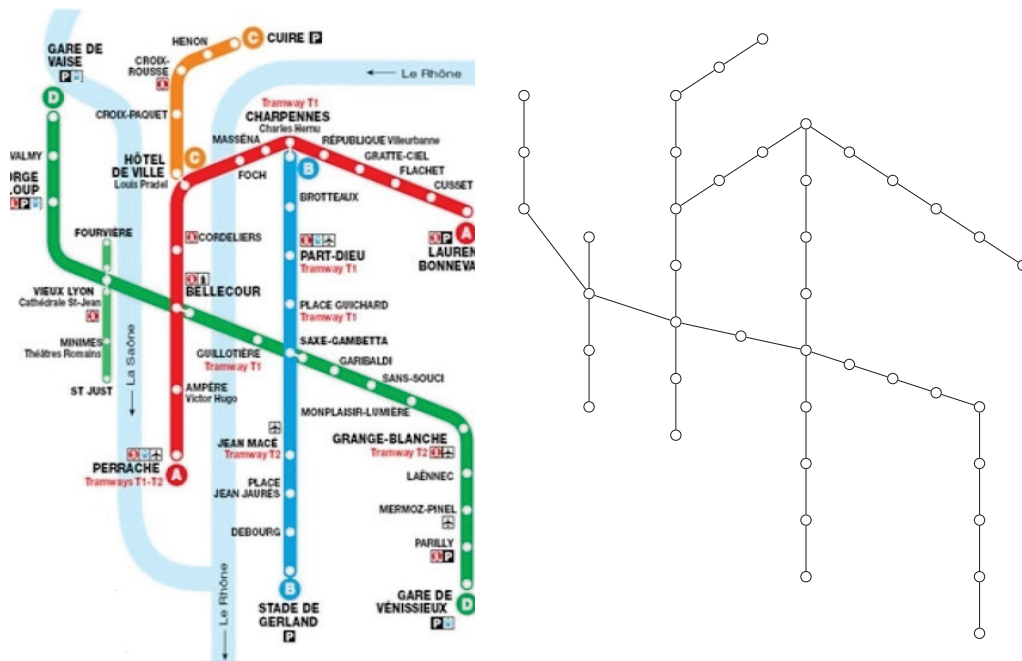 HENON
C
CUIRE P
GARE DE
VAISE
P
CROIX-
ROUSSE
Le Rhône
D
Tramway T1
CHARPENNES
Charles Hernu
CROIX-PAQUET
MASSÉNA
RÉPUBLIQUE Villeurbanne
VALMY
HÔTEL
DE VILLE
Louis Pradel
C
B
GRATTE-CIEL
FLACHET
FOCH
CUSSET
ORGE
LOUP
P
BROTTEAUX
FOURVIÈRE
CORDELIERS
A
P
LAUREN
BONNEVA
PART-DIEU
Tramway T1
VIEUX LYON
Cathédrale St-Jean
BELLECOUR
PLACE GUICHARD
Tramway T1
MINIMES
Théâtres Romains
La Saône
SAXE-GAMBETTA
GUILLOTIÈRE
Tramway T1
GARIBALDI
SANS-SOUCI
ST JUST
AMPÈRE
Victor Hugo
MONPLAISIR-LUMIÈRE
JEAN MACÉ
Tramway T2
GRANGE-BLANCHE
Tramway T2
PERRACHE
Tramways T1-T2
A
PLACE
JEAN JAURÈS
LAËNNEC
MERMOZ-PINEL
DEBOURG
PARILLY
P
Le Rhône
B
STADE DE
GERLAND
P
GARE DE
VÉNISSIEUX
P
D